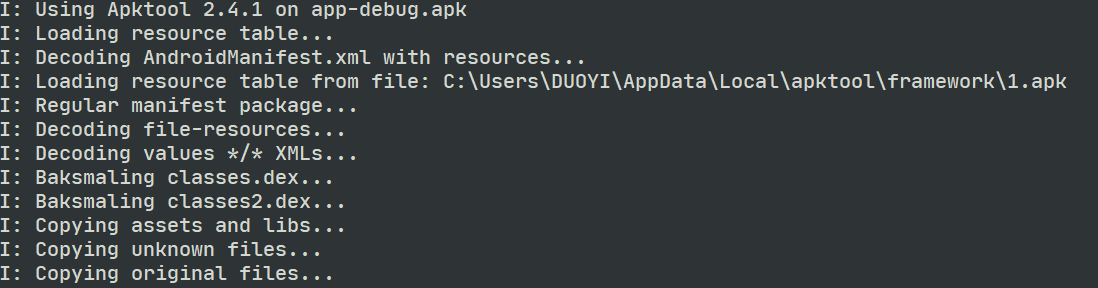 I: Using Apktool 2.4.1 on app-debug.apk
I: Loading resource table...
I: Decoding AndroidManifest.xml with resources...
I: Loading resource table from file: C:\Users\DUOYI\AppData\Local\apktool\framework\1.apk
I: Regular manifest package...
I: Decoding file-resources...
I: Decoding values */* XMLs...
I: Baksmaling classes.dex...
I: Baksmaling classes2.dex...
I: Copying assets and libs...
I: Copying unknown files...
I: Copying original files...